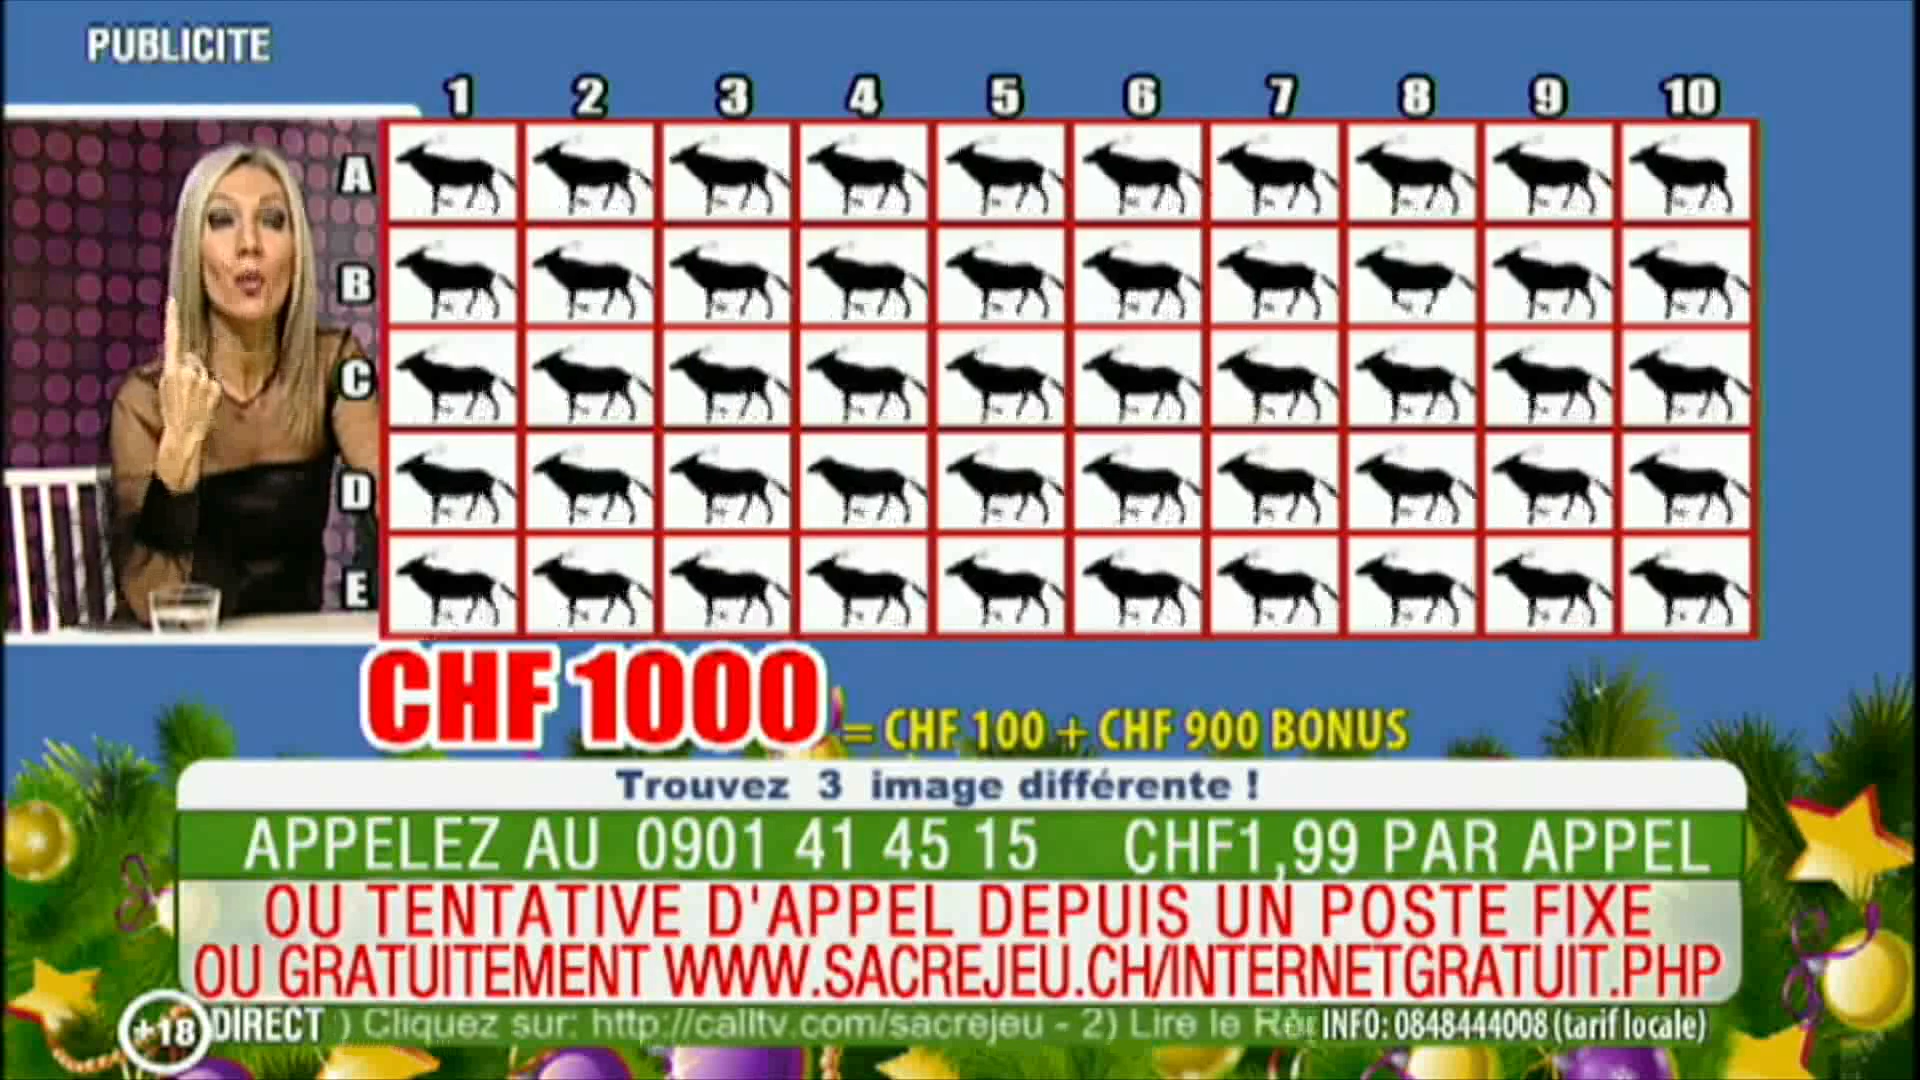 PUBLICITE
1 2 3 4 5 6 7 8 9 10
A
B
C
D
E
CHF 1000
= CHF 100 + CHF 900 BONUS
Trouvez 3 image différente !
APPELEZ AU 0901 41 45 15 CHF1,99 PAR APPEL
OU TENTATIVE D'APPEL DEPUIS UN POSTE FIXE
OU GRATUITEMENT WWW.SACREJEU.CH/INTERNETGRATUIT.PHP
+18 DIRECT ) Cliquez sur: http://calltv.com/sacrejeu - 2) Lire le INFO: 0848444008 (tarif locale)